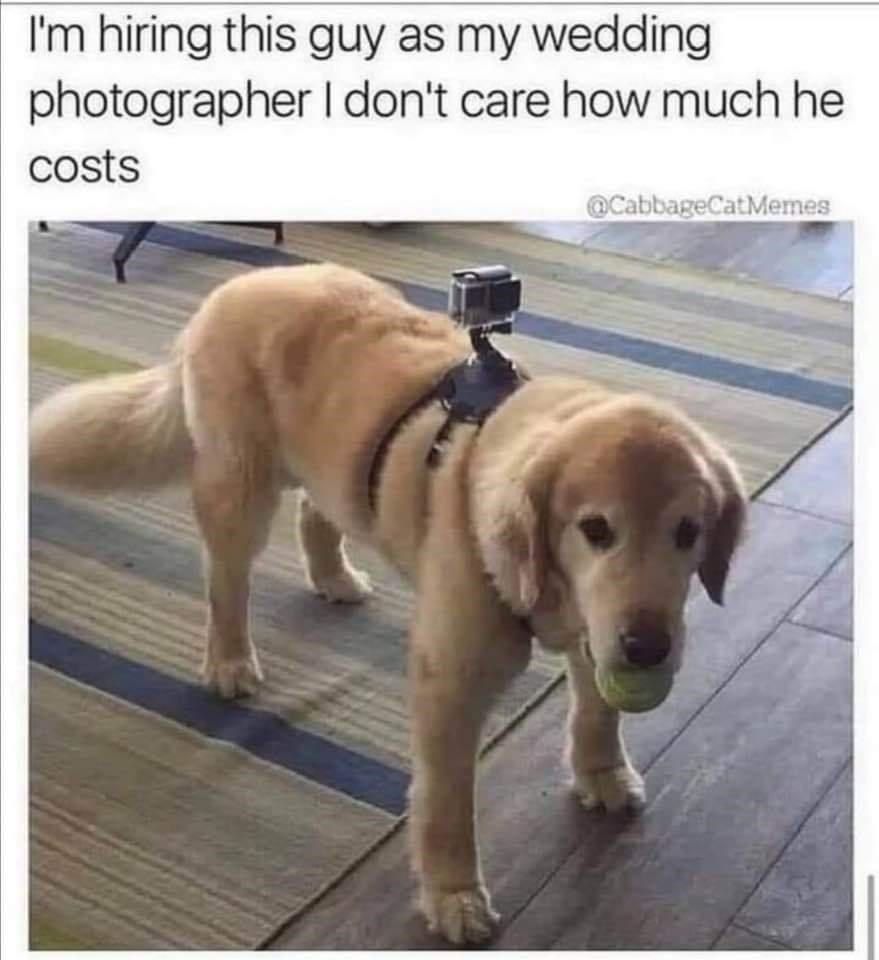 I'm hiring this guy as my wedding
photographer I don't care how much he
costs
@CabbageCatMemes